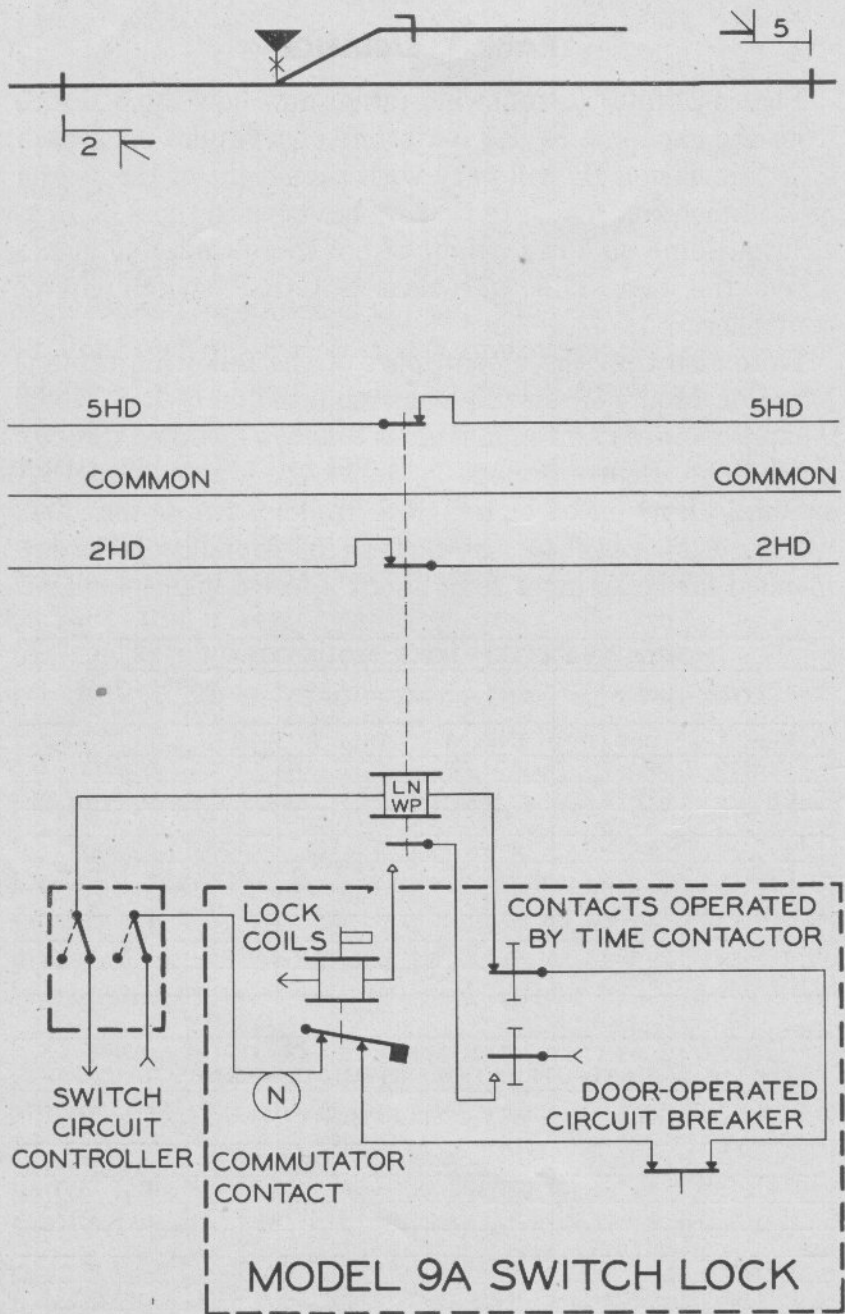 5
2
5HD 5HD
COMMON COMMON
2HD 2HD
LN
WP
LOCK
COILS
CONTACTS OPERATED
BY TIME CONTACTOR
N
SWITCH
CIRCUIT
CONTROLLER
DOOR-OPERATED
CIRCUIT BREAKER
COMMUTATOR
CONTACT
MODEL 9A SWITCH LOCK